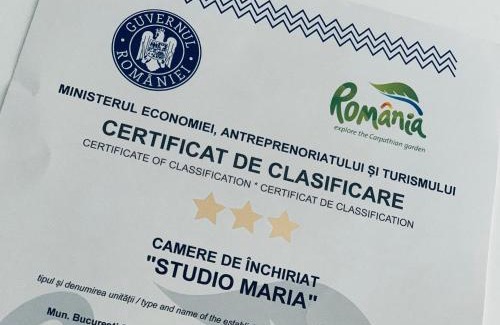 GUVERNUL ROMÂNIEI
România
explore the Carpathian garden
MINISTERUL ECONOMIEI, ANTREPRENORIATULUI ȘI TURISMULUI
CERTIFICAT DE CLASIFICARE
CERTIFICATE OF CLASSIFICATION * CERTIFICAT DE CLASSIFICATION
CAMERE DE ÎNCHIRIAT
"STUDIO MARIA"
tipul și denumirea unității / type and name of the
Mun. București